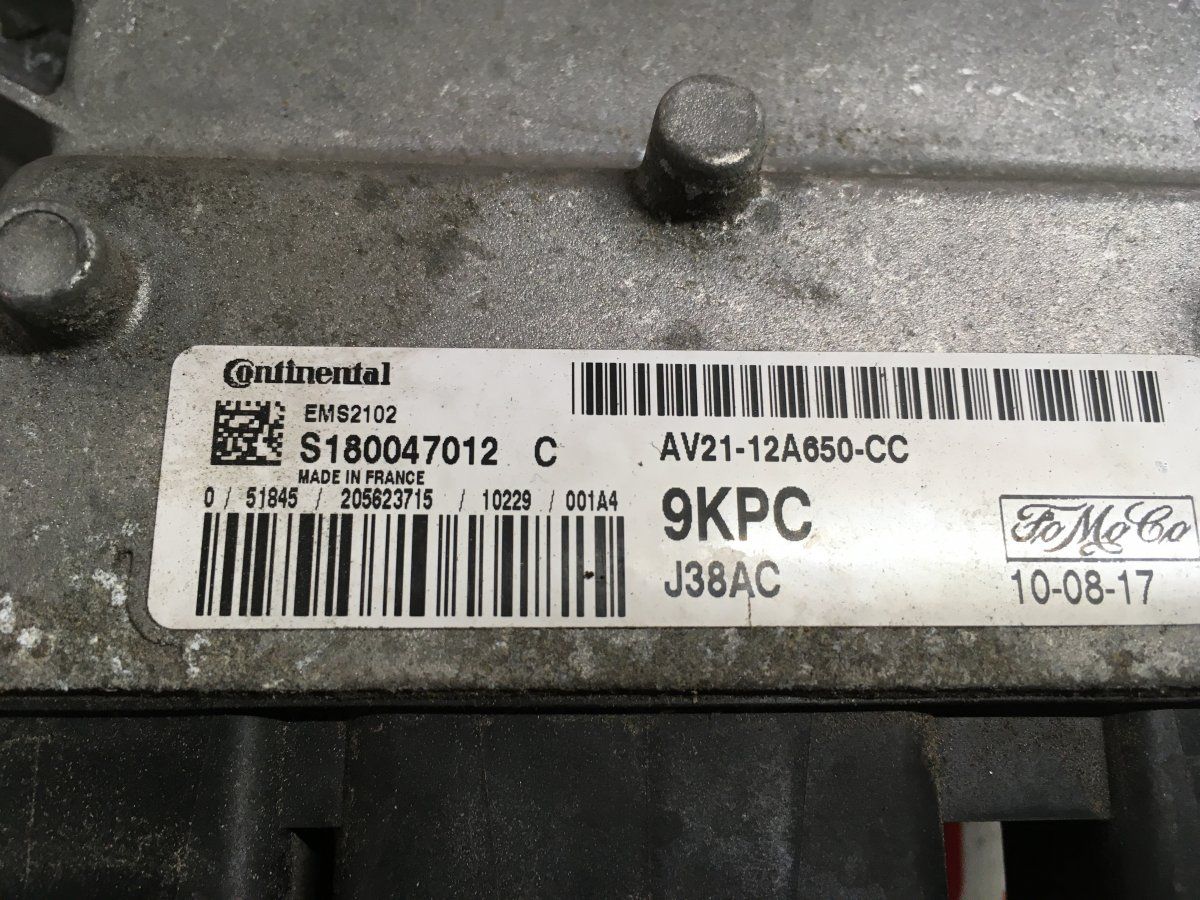 Continental
EMS2102
S180047012 C
MADE IN FRANCE
0 / 51845 / 205623715 / 10229 / 001A4
AV21-12A650-CC
9KPC
J38AC
FoMoCo
10-08-17